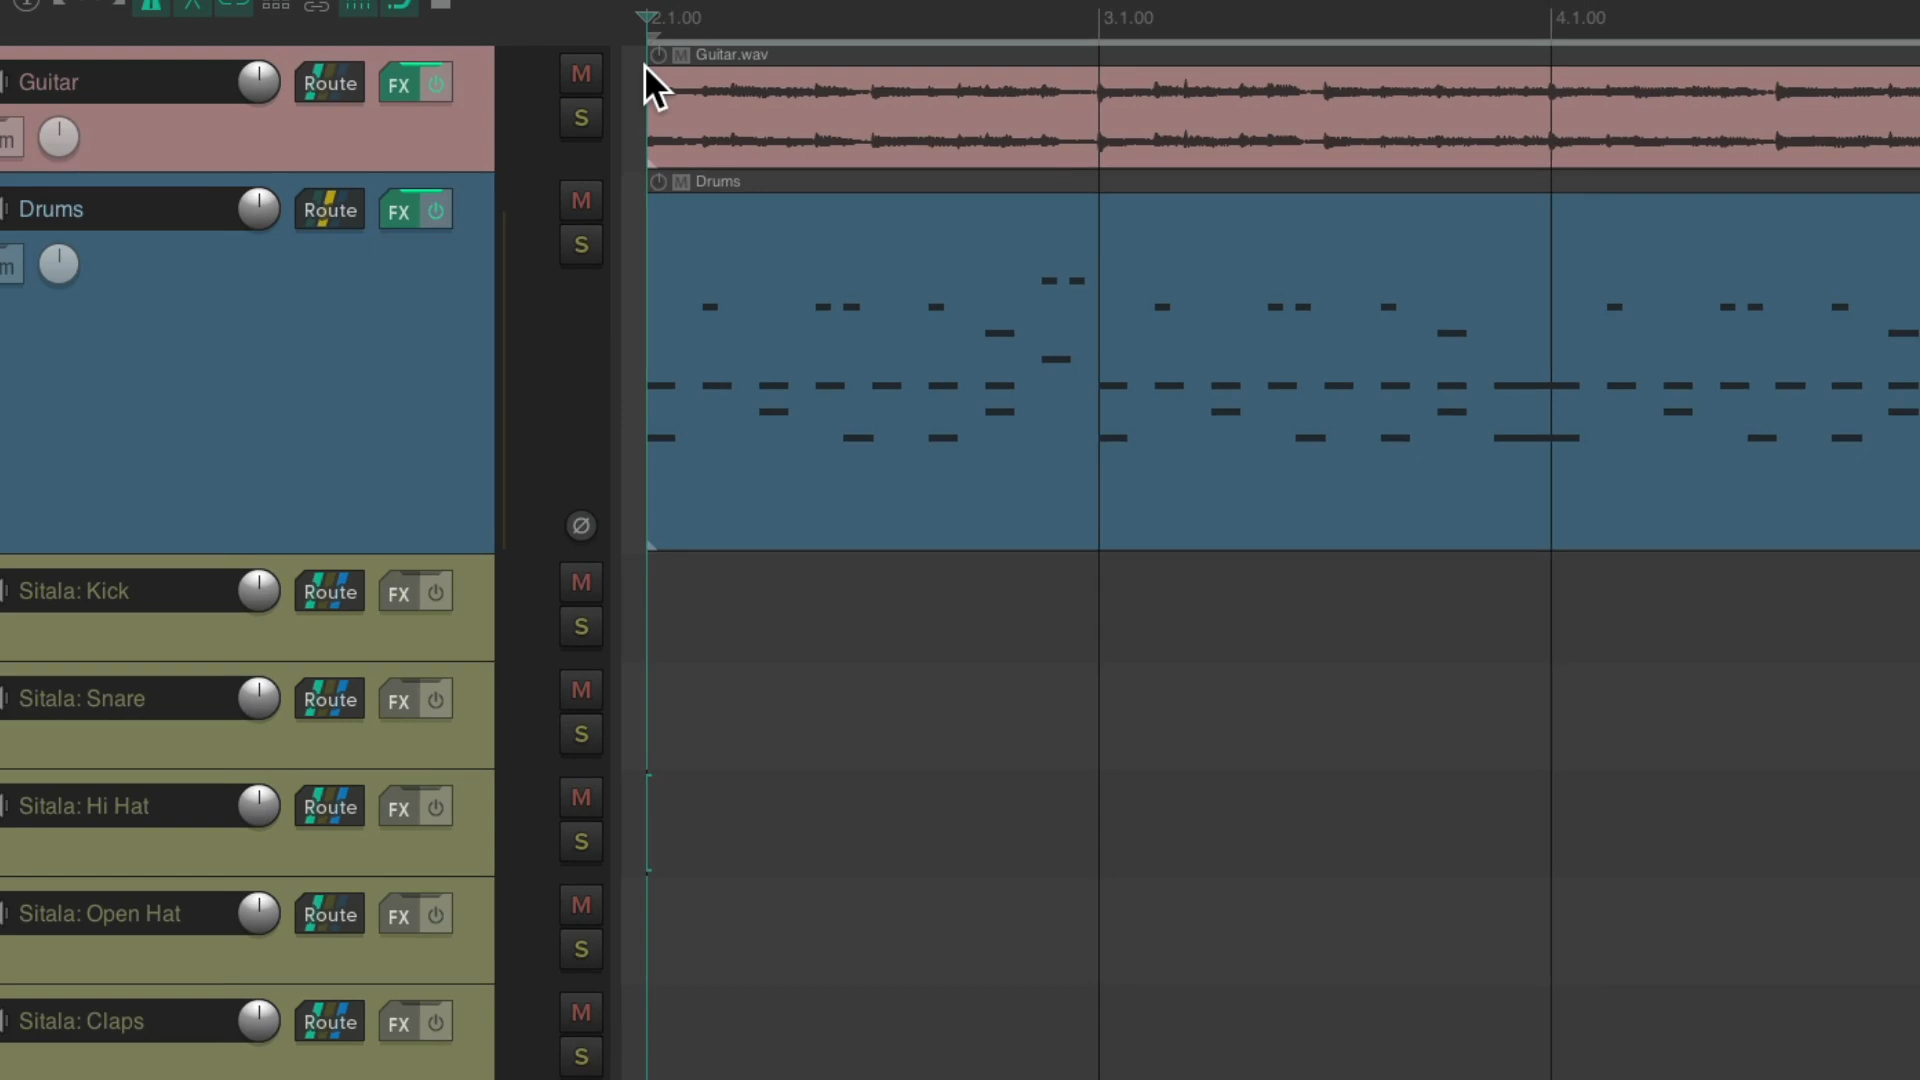 2.1.00 3.1.00 4.1.00
M Guitar.wav
Guitar Route FX M
S
m
M Drums
Drums Route FX M
S
m
Sitala: Kick Route FX M
S
Sitala: Snare Route FX M
S
Sitala: Hi Hat Route FX M
S
Sitala: Open Hat Route FX M
S
Sitala: Claps Route FX M
S